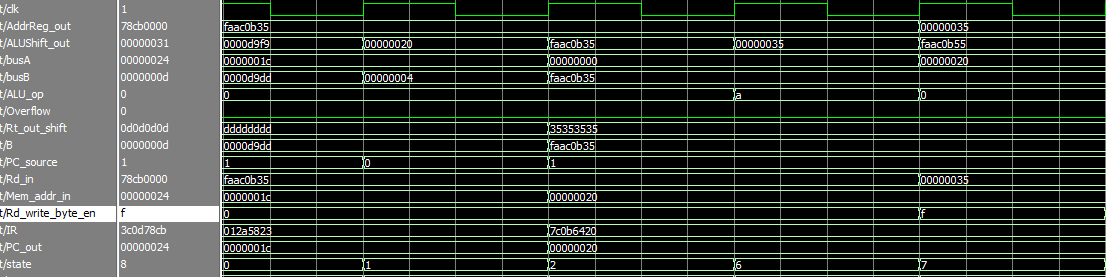 t/clk 1
t/AddrReg_out 78cb0000 faac0b35 00000035
t/ALUShift_out 00000031 0000d9f9 00000020 faac0b35 00000035 faac0b55
t/busA 00000024 0000001c 00000000 00000020
t/busB 0000000d 0000d9dd 00000004 faac0b35
t/ALU_op 0 0 a 0
t/Overflow 0
t/Rt_out_shift 0d0d0d0d dddddddd 35353535
t/B 0000000d 0000d9dd faac0b35
t/PC_source 1 1 0 1
t/Rd_in 78cb0000 faac0b35 00000035
t/Mem_addr_in 00000024 0000001c 00000020
t/Rd_write_byte_en f 0 f
t/IR 3c0d78cb 012a5823 7c0b6420
t/PC_out 00000024 0000001c 00000020
t/state 8 0 1 2 6 7